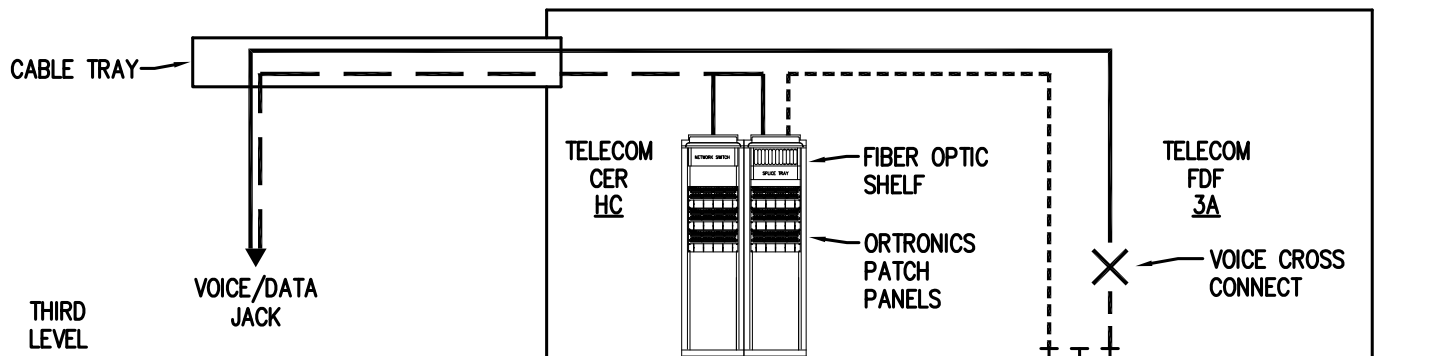 CABLE TRAY
TELECOM
CER
HC
NETWORK SWITCH
SPLICE TRAY
FIBER OPTIC
SHELF
ORTRONICS
PATCH
PANELS
TELECOM
FDF
3A
VOICE CROSS
CONNECT
VOICE/DATA
JACK
THIRD
LEVEL